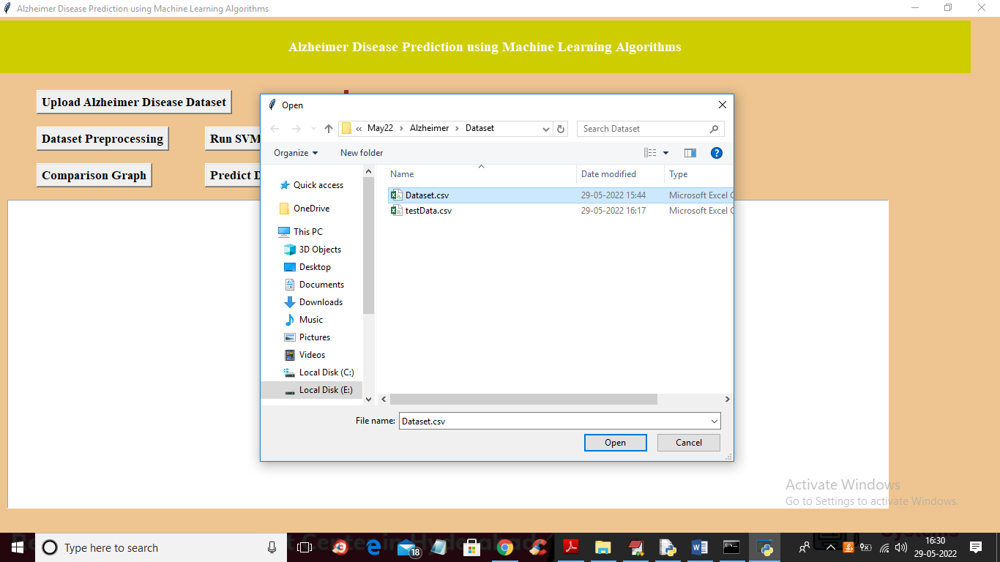 Alzheimer Disease Prediction using Machine Learning Algorithms
Alzheimer Disease Prediction using Machine Learning Algorithms
Upload Alzheimer Disease Dataset
Dataset Preprocessing
Run SVM
Comparison Graph
Predict D
Open
« May22 › Alzheimer › Dataset
Search Dataset
Organize
New folder
Name Date modified Type
Quick access
OneDrive
This PC
3D Objects
Desktop
Documents
Downloads
Music
Pictures
Videos
Local Disk (C:)
Local Disk (E:)
Dataset.csv 29-05-2022 15:44 Microsoft Excel C
testData.csv 29-05-2022 16:17 Microsoft Excel C
File name: Dataset.csv
Open
Cancel
Activate Windows
Go to Settings to activate Windows.
Type here to search
18
16:30
29-05-2022